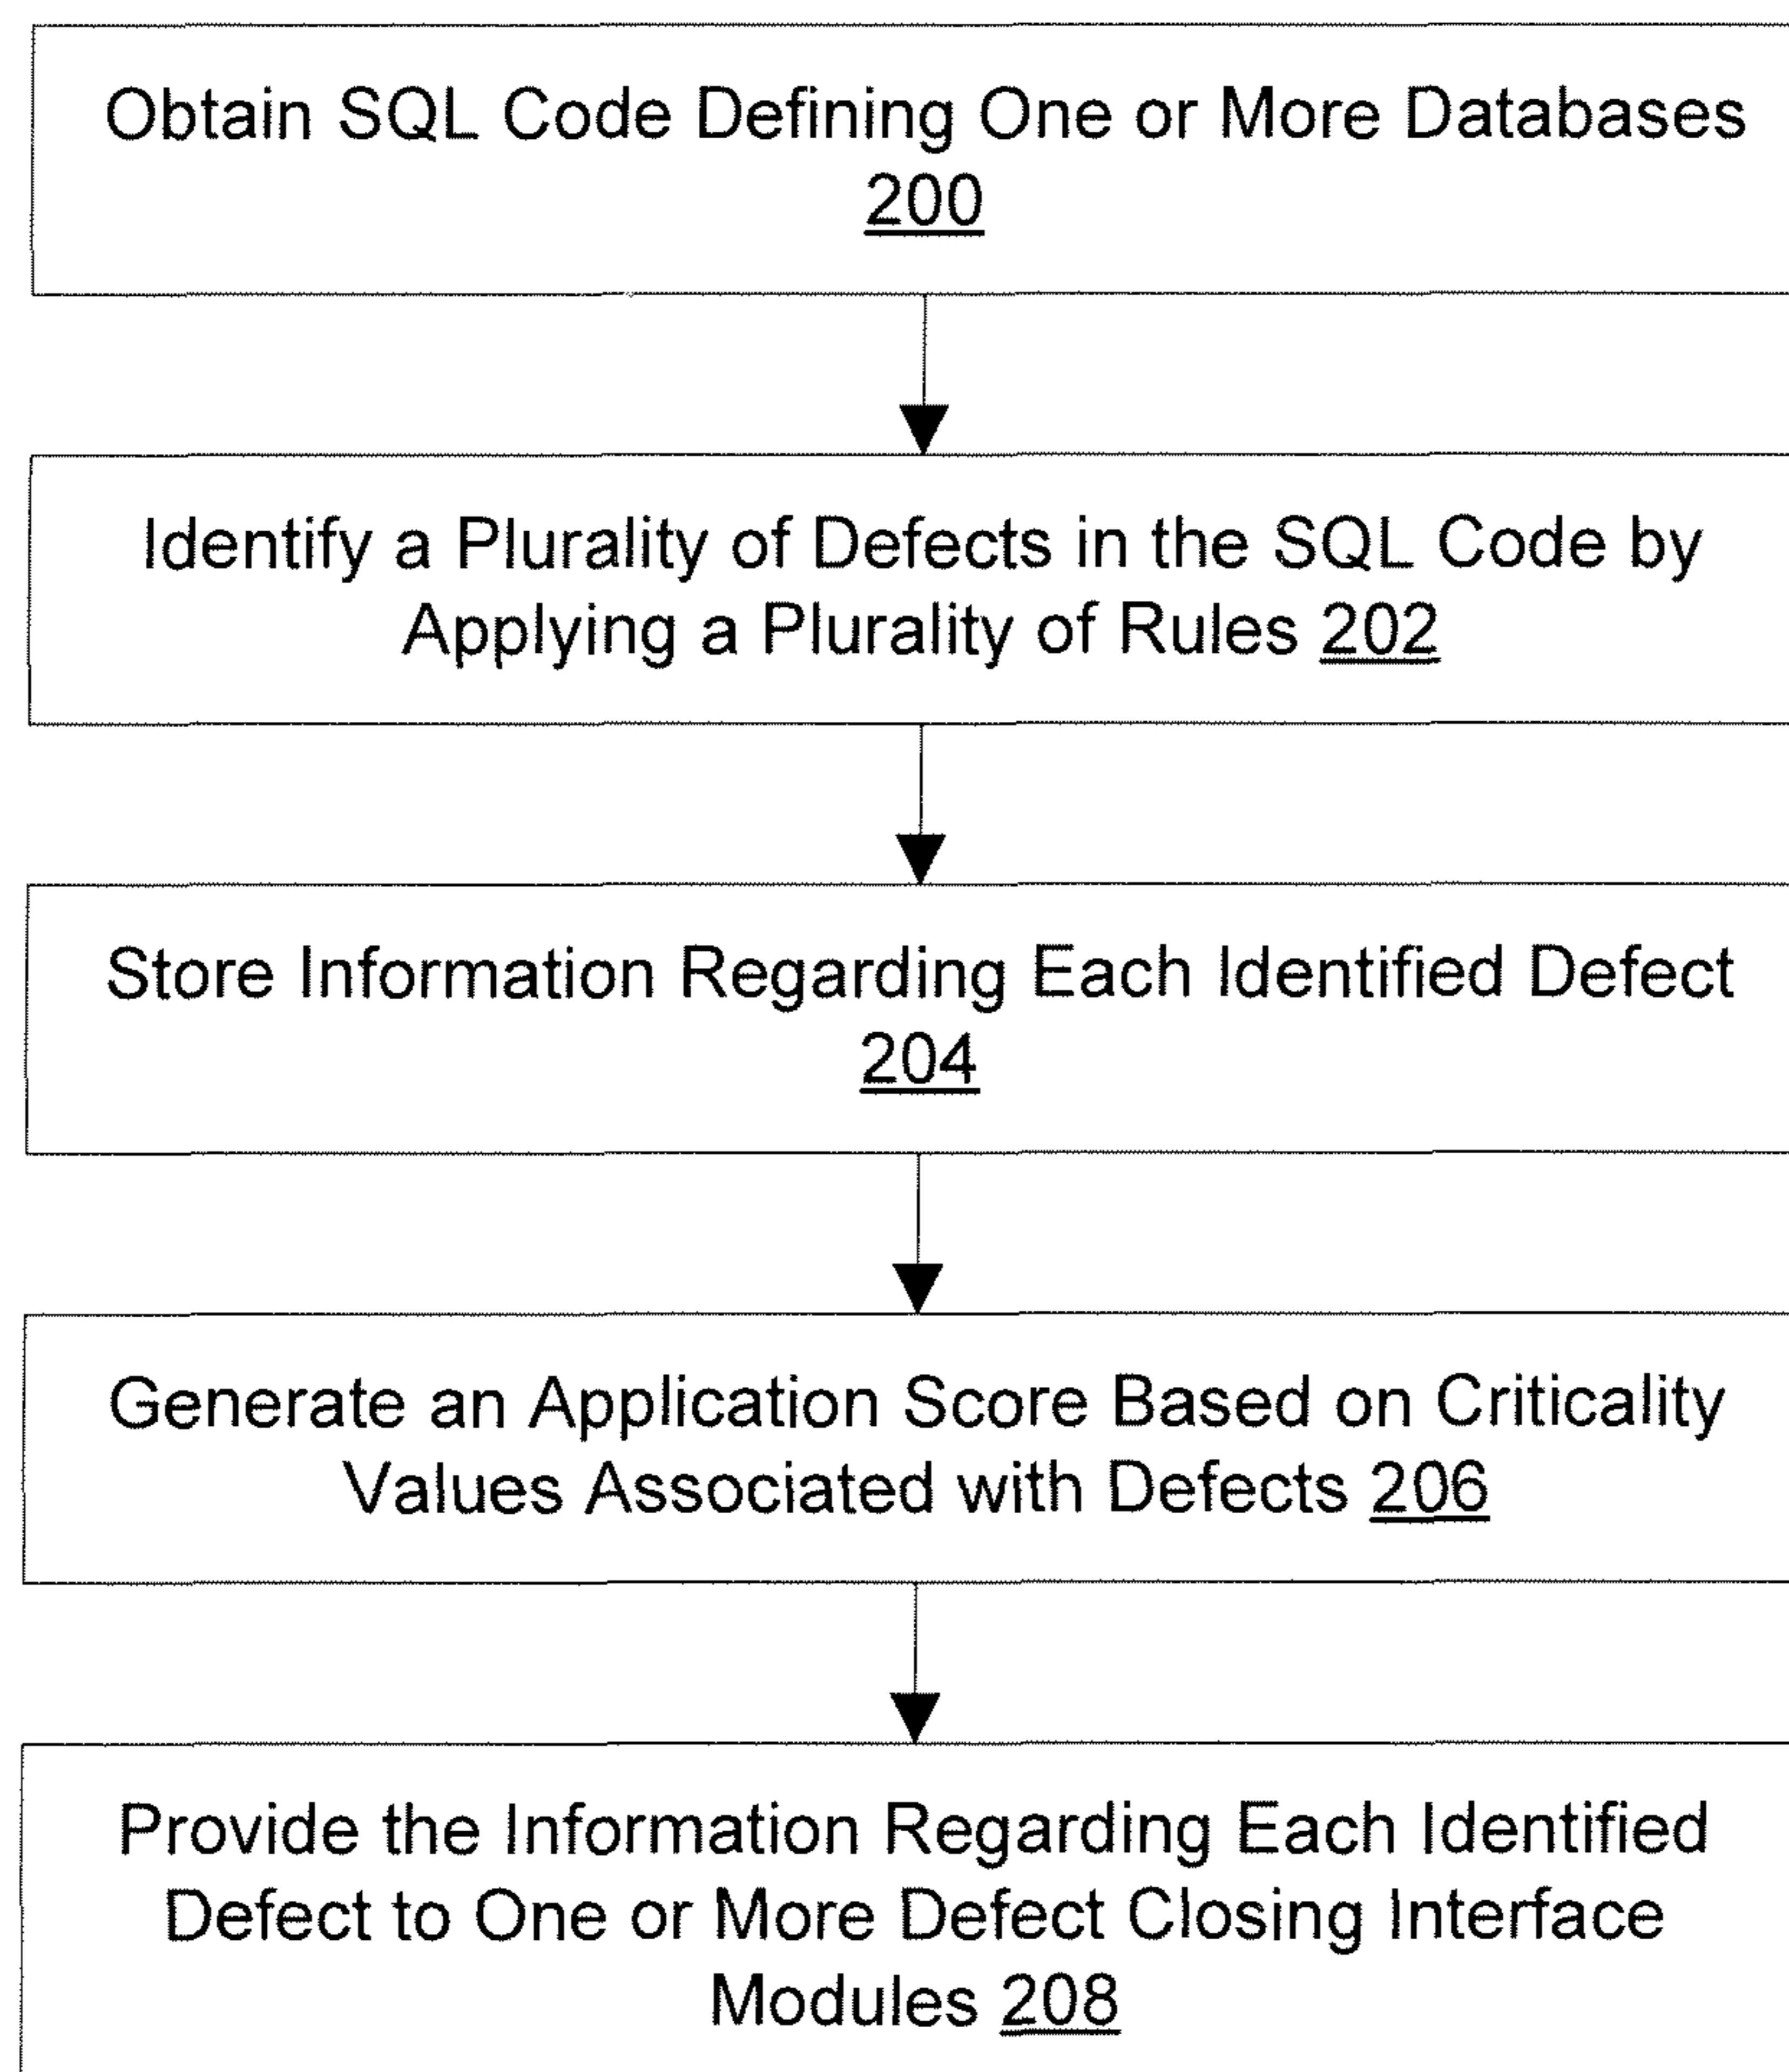 Obtain SQL Code Defining One or More Databases
200
Identify a Plurality of Defects in the SQL Code by
Applying a Plurality of Rules 202
Store Information Regarding Each Identified Defect
204
Generate an Application Score Based on Criticality
Values Associated with Defects 206
Provide the Information Regarding Each Identified
Defect to One or More Defect Closing Interface
Modules 208